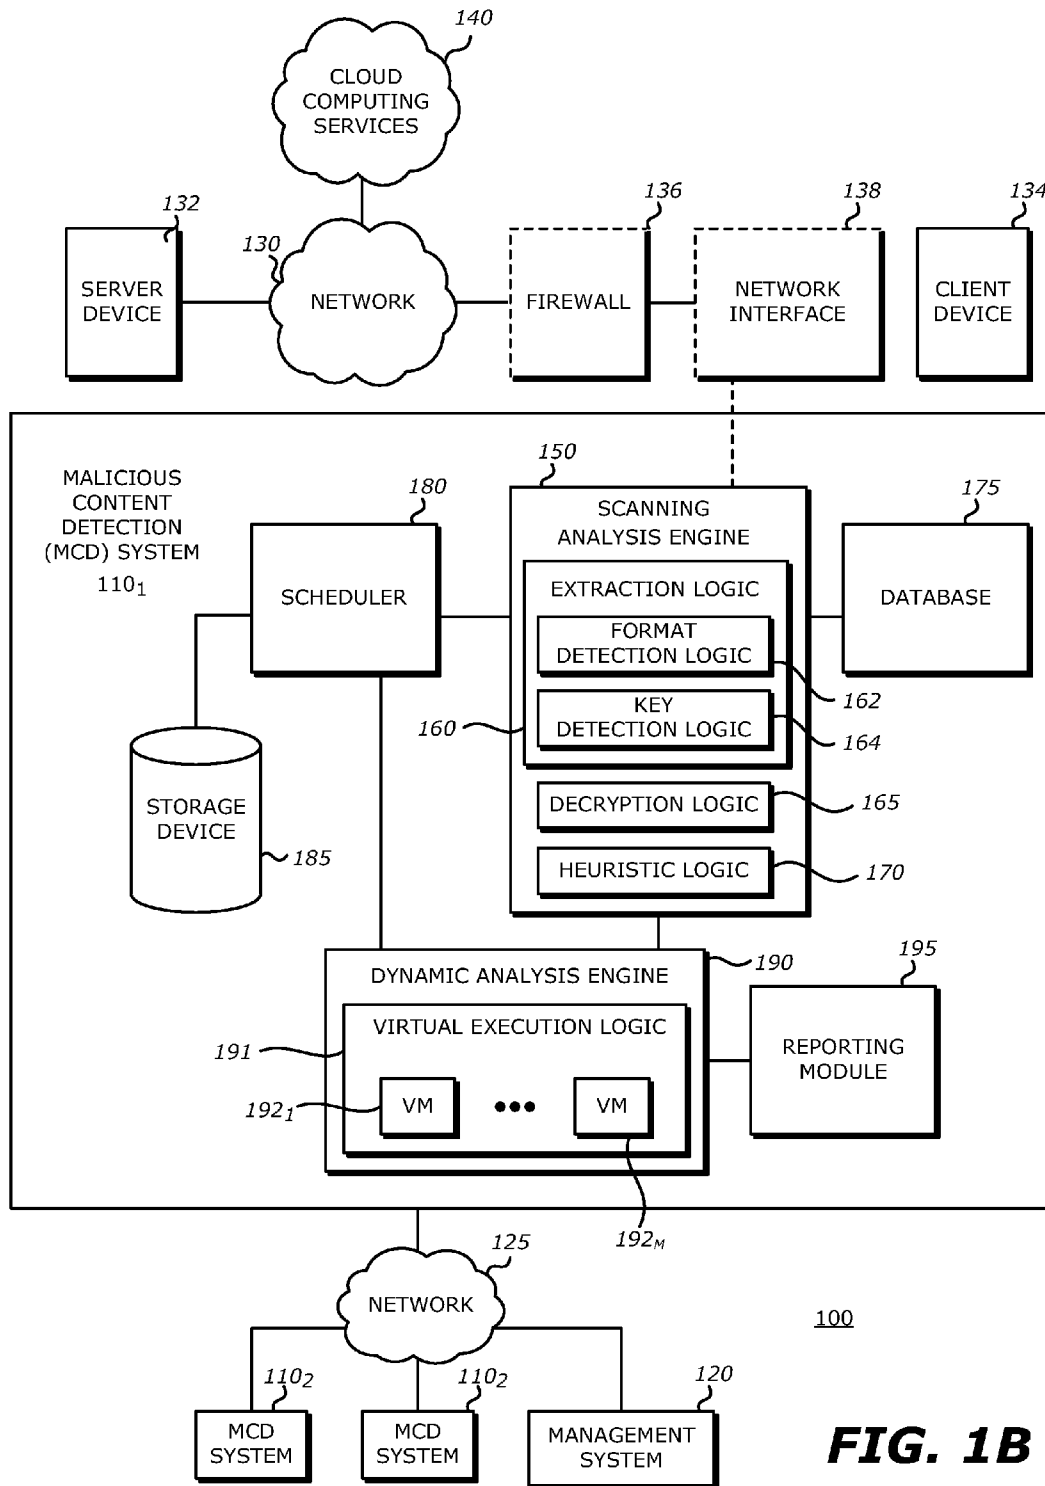 140
CLOUD
COMPUTING
SERVICES
132
SERVER
DEVICE
130
NETWORK
136
FIREWALL
138
NETWORK
INTERFACE
134
CLIENT
DEVICE
MALICIOUS
CONTENT
DETECTION
(MCD) SYSTEM
110₁
180
SCHEDULER
150
SCANNING
ANALYSIS ENGINE
EXTRACTION LOGIC
FORMAT
DETECTION LOGIC
162
160
KEY
DETECTION LOGIC
164
DECRYPTION LOGIC
165
HEURISTIC LOGIC
170
175
DATABASE
STORAGE
DEVICE
185
190
DYNAMIC ANALYSIS ENGINE
VIRTUAL EXECUTION LOGIC
191
192₁
VM
VM
192M
195
REPORTING
MODULE
125
NETWORK
100
110₂
MCD
SYSTEM
110₂
MCD
SYSTEM
120
MANAGEMENT
SYSTEM
FIG. 1B